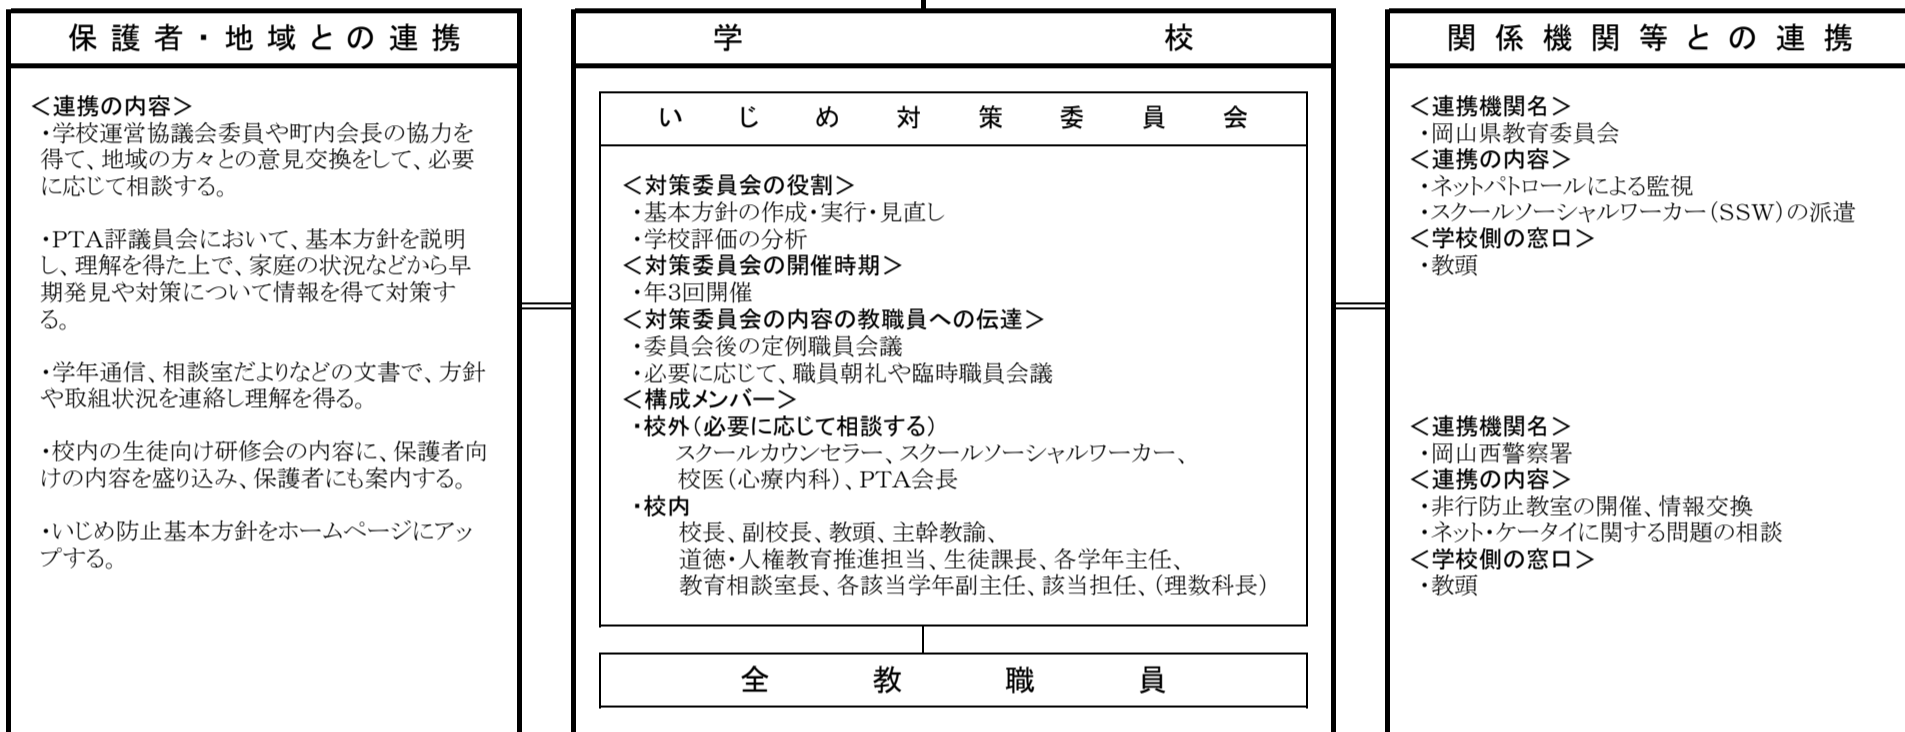 保護者・地域との連携
＜連携の内容＞
・学校運営協議会委員や町内会長の協力を
得て、地域の方々との意見交換をして、必要
に応じて相談する。
・PTA評議員会において、基本方針を説明
し、理解を得た上で、家庭の状況などから早
期発見や対策について情報を得て対策す
る。
・学年通信、相談室だよりなどの文書で、方針
や取組状況を連絡し理解を得る。
・校内の生徒向け研修会の内容に、保護者向
けの内容を盛り込み、保護者にも案内する。
・いじめ防止基本方針をホームページにアッ
プする。
学校
いじめ対策委員会
＜対策委員会の役割＞
・基本方針の作成・実行・見直し
・学校評価の分析
＜対策委員会の開催時期＞
・年3回開催
＜対策委員会の内容の教職員への伝達＞
・委員会後の定例職員会議
・必要に応じて、職員朝礼や臨時職員会議
＜構成メンバー＞
・校外（必要に応じて相談する）
スクールカウンセラー、スクールソーシャルワーカー、
校医（心療内科）、PTA会長
・校内
校長、副校長、教頭、主幹教諭、
道徳・人権教育推進担当、生徒課長、各学年主任、
教育相談室長、各該当学年副主任、該当担任、（理数科長）
全教職員
関係機関等との連携
＜連携機関名＞
・岡山県教育委員会
＜連携の内容＞
・ネットパトロールによる監視
・スクールソーシャルワーカー（SSW）の派遣
＜学校側の窓口＞
・教頭
＜連携機関名＞
・岡山西警察署
＜連携の内容＞
・非行防止教室の開催、情報交換
・ネット・ケータイに関する問題の相談
＜学校側の窓口＞
・教頭